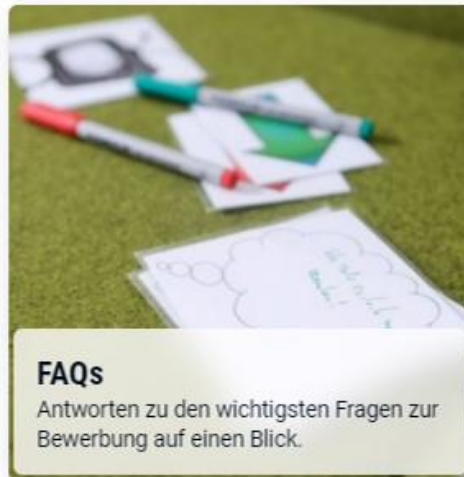 FAQs
Antworten zu den wichtigsten Fragen zur
Bewerbung auf einen Blick.